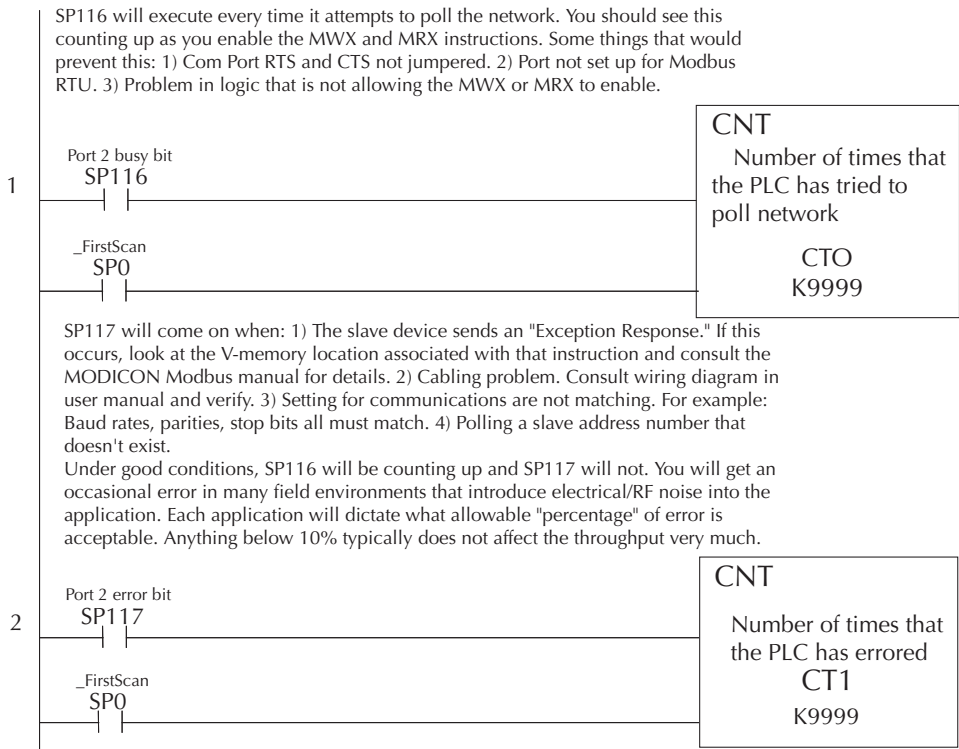 SP116 will execute every time it attempts to poll the network. You should see this
counting up as you enable the MWX and MRX instructions. Some things that would
prevent this: 1) Com Port RTS and CTS not jumpered. 2) Port not set up for Modbus
RTU. 3) Problem in logic that is not allowing the MWX or MRX to enable.
1
Port 2 busy bit
SP116
_FirstScan
SP0
CNT
Number of times that
the PLC has tried to
poll network
CTO
K9999
SP117 will come on when: 1) The slave device sends an "Exception Response." If this
occurs, look at the V-memory location associated with that instruction and consult the
MODICON Modbus manual for details. 2) Cabling problem. Consult wiring diagram in
user manual and verify. 3) Setting for communications are not matching. For example:
Baud rates, parities, stop bits all must match. 4) Polling a slave address number that
doesn't exist.
Under good conditions, SP116 will be counting up and SP117 will not. You will get an
occasional error in many field environments that introduce electrical/RF noise into the
application. Each application will dictate what allowable "percentage" of error is
acceptable. Anything below 10% typically does not affect the throughput very much.
2
Port 2 error bit
SP117
_FirstScan
SP0
CNT
Number of times that
the PLC has errored
CT1
K9999